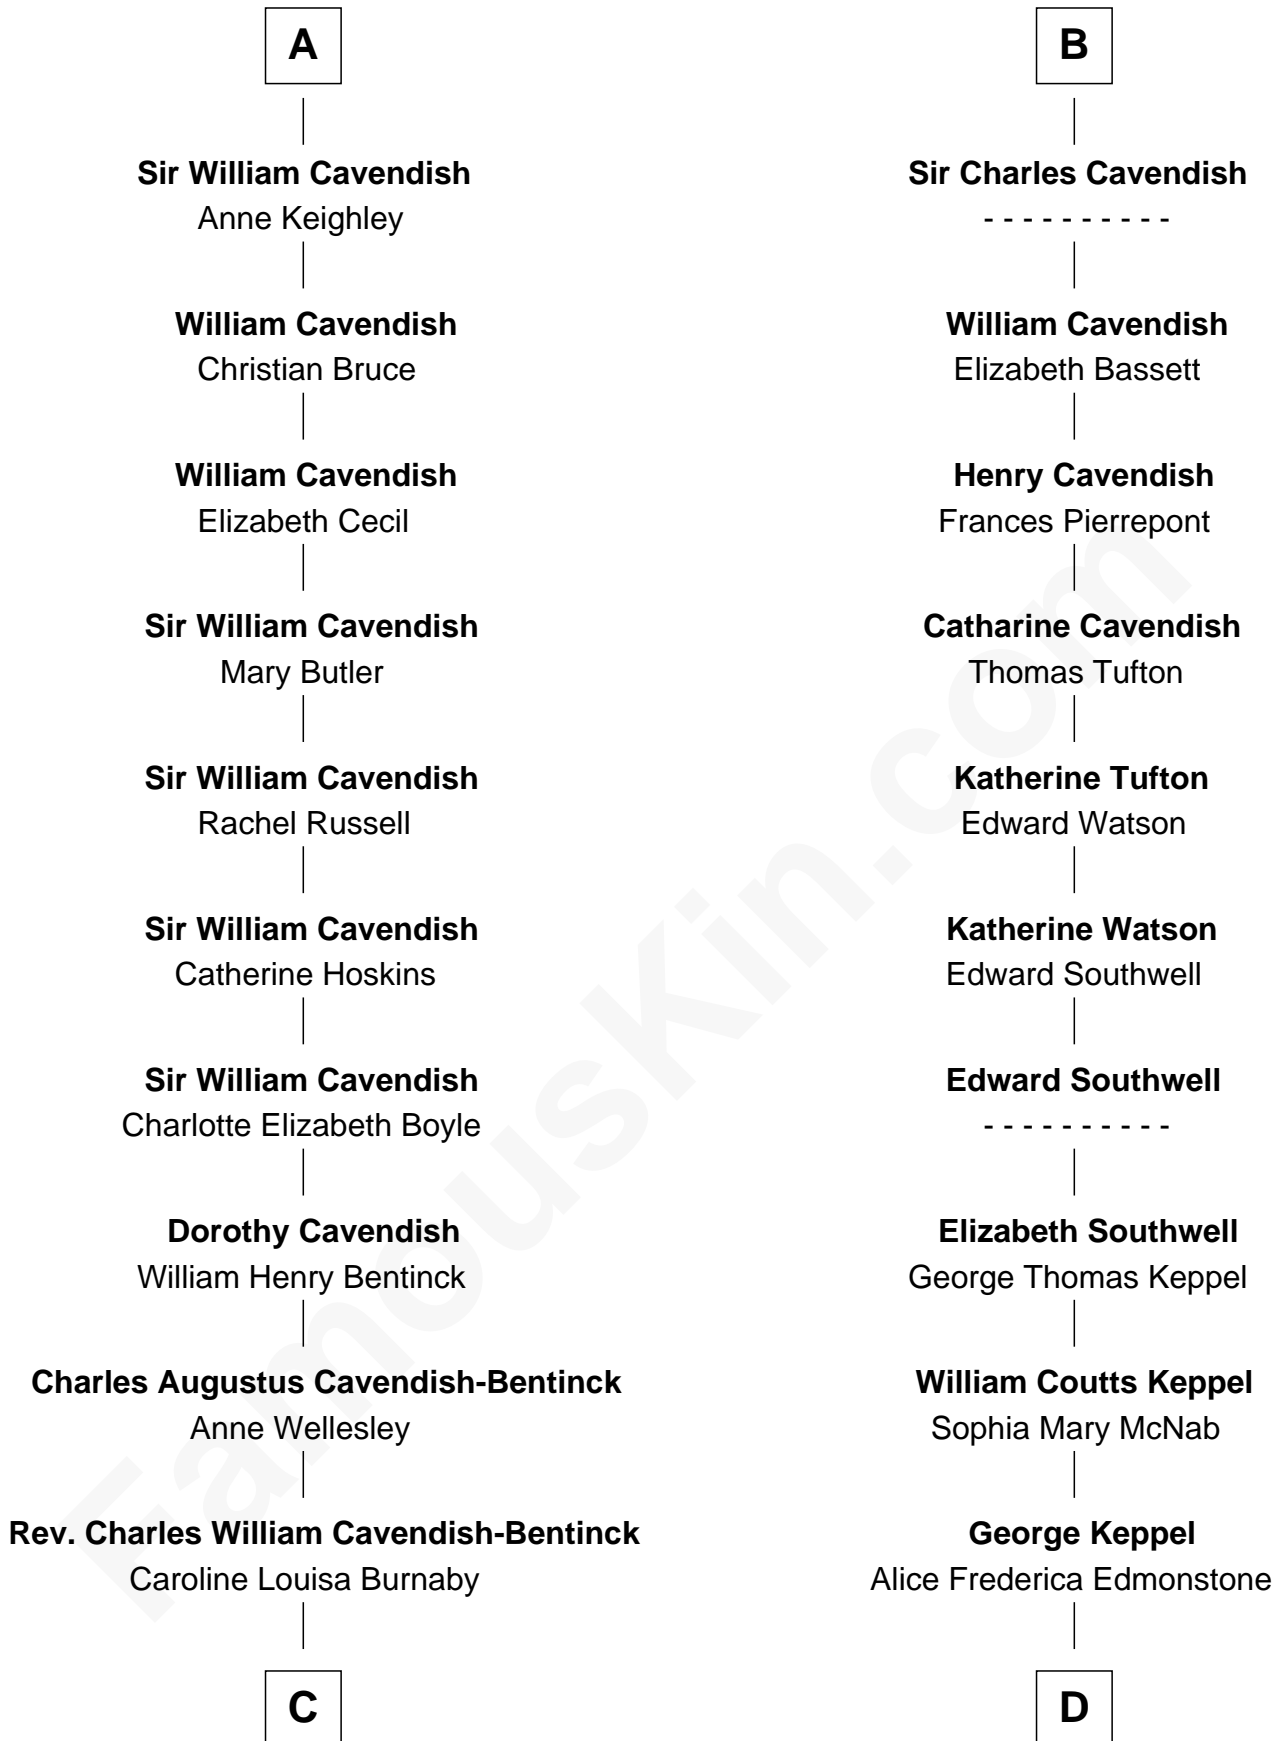 A
Sir William Cavendish
Anne Keighley
William Cavendish
Christian Bruce
William Cavendish
Elizabeth Cecil
Sir William Cavendish
Mary Butler
Sir William Cavendish
Rachel Russell
Sir William Cavendish
Catherine Hoskins
Sir William Cavendish
Charlotte Elizabeth Boyle
Dorothy Cavendish
William Henry Bentinck
Charles Augustus Cavendish-Bentinck
Anne Wellesley
Rev. Charles William Cavendish-Bentinck
Caroline Louisa Burnaby
C
B
Sir Charles Cavendish
- - - - - - - - - -
William Cavendish
Elizabeth Bassett
Henry Cavendish
Frances Pierrepont
Catharine Cavendish
Thomas Tufton
Katherine Tufton
Edward Watson
Katherine Watson
Edward Southwell
Edward Southwell
- - - - - - - - - -
Elizabeth Southwell
George Thomas Keppel
William Coutts Keppel
Sophia Mary McNab
George Keppel
Alice Frederica Edmonstone
D
FamousKin.com